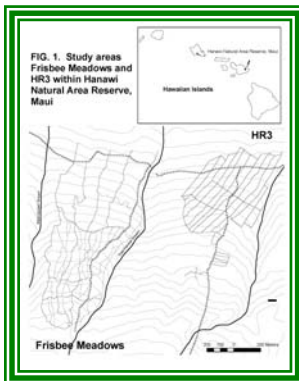 FIG. 1. Study areas
Frisbee Meadows and
HR3 within Hanawi
Natural Area Reserve,
Maui
Hanawi Natural Area Reserve, Maui
Hawaiian Islands
HR3
Frisbee Meadows